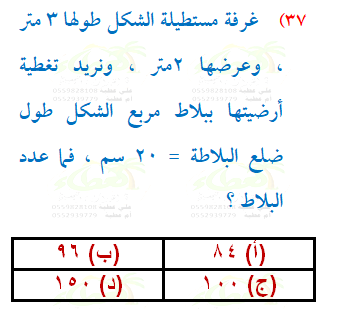 ٣٧) غرفة مستطيلة الشكل طولها ٣ متر
، وعرضها ٢متر ، ونريد تغطية
أرضيتها ببلاط مربع الشكل طول
ضلع البلاطة = ٢٠ سم ، فما عدد
البلاط ؟
(أ) ٨٤ (ب) ٩٦
(ج) ١٠٠ (د) ١٥٠